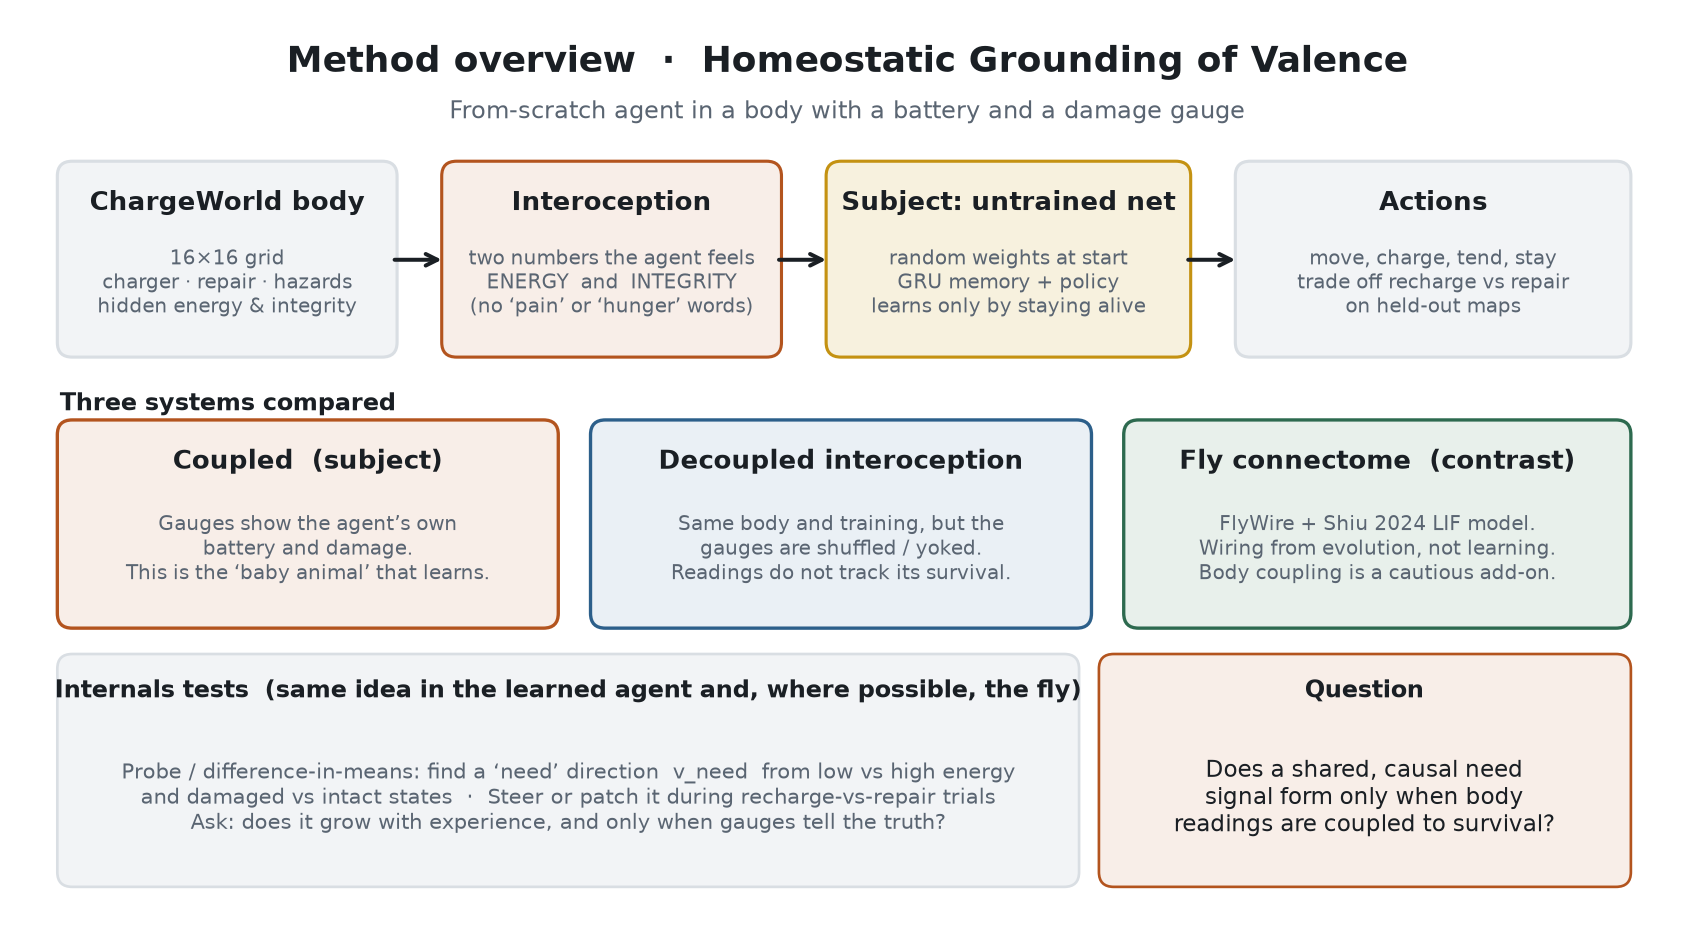 Method overview · Homeostatic Grounding of Valence
From-scratch agent in a body with a battery and a damage gauge
ChargeWorld body
16×16 grid
charger · repair · hazards
hidden energy & integrity
Interoception
two numbers the agent feels
ENERGY and INTEGRITY
(no ‘pain’ or ‘hunger’ words)
Subject: untrained net
random weights at start
GRU memory + policy
learns only by staying alive
Actions
move, charge, tend, stay
trade off recharge vs repair
on held-out maps
Three systems compared
Coupled (subject)
Gauges show the agent’s own
battery and damage.
This is the ‘baby animal’ that learns.
Decoupled interoception
Same body and training, but the
gauges are shuffled / yoked.
Readings do not track its survival.
Fly connectome (contrast)
FlyWire + Shiu 2024 LIF model.
Wiring from evolution, not learning.
Body coupling is a cautious add-on.
Internals tests (same idea in the learned agent and, where possible, the fly)
Probe / difference-in-means: find a ‘need’ direction v_need from low vs high energy
and damaged vs intact states · Steer or patch it during recharge-vs-repair trials
Ask: does it grow with experience, and only when gauges tell the truth?
Question
Does a shared, causal need
signal form only when body
readings are coupled to survival?